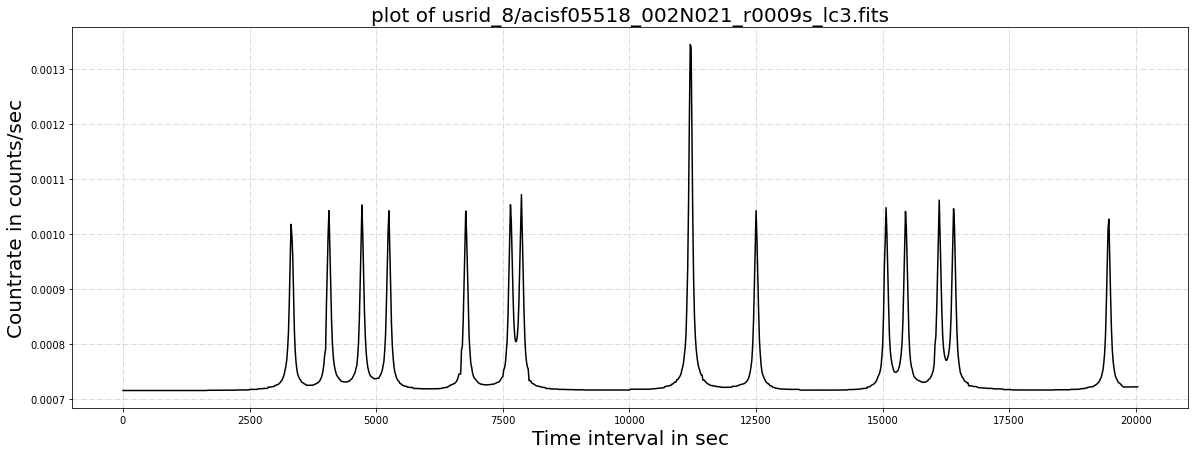 plot of usrid_8/acisf05518_002N021_r0009s_lc3.fits
Countrate in counts/sec
0.0013
0.0012
0.0011
0.0010
0.0009
0.0008
0.0007
0 2500 5000 7500 10000 12500 15000 17500 20000
Time interval in sec